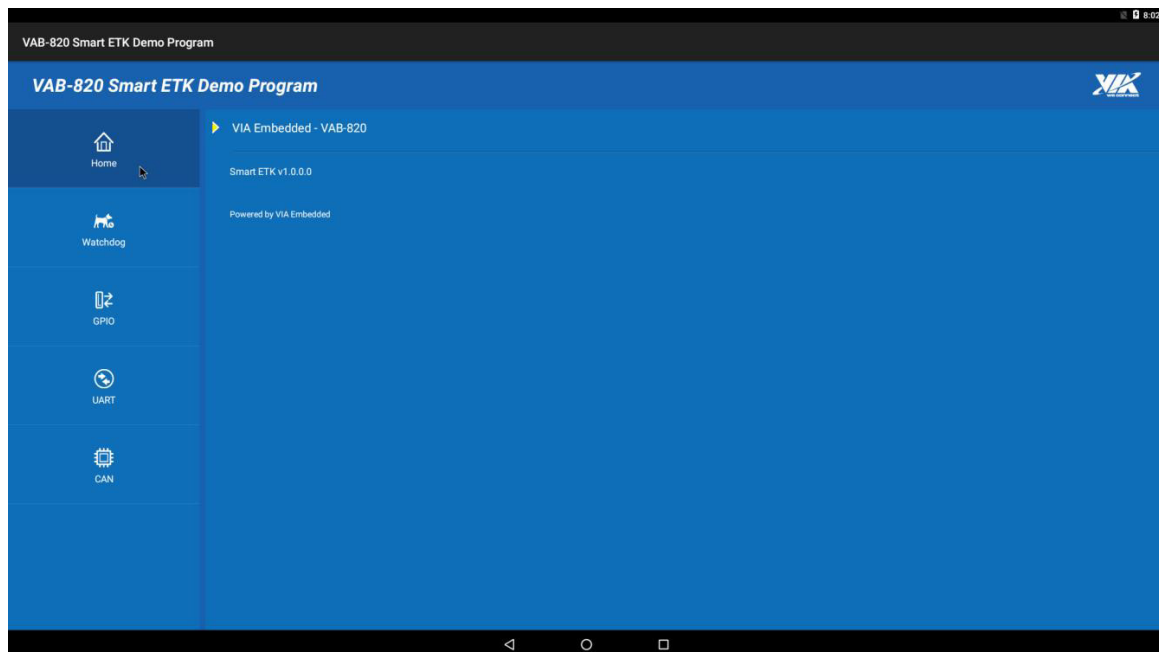 8:02
VAB-820 Smart ETK Demo Program
VAB-820 Smart ETK Demo Program
VIA
Home
Watchdog
GPIO
UART
CAN
VIA Embedded - VAB-820
Smart ETK v1.0.0.0
Powered by VIA Embedded